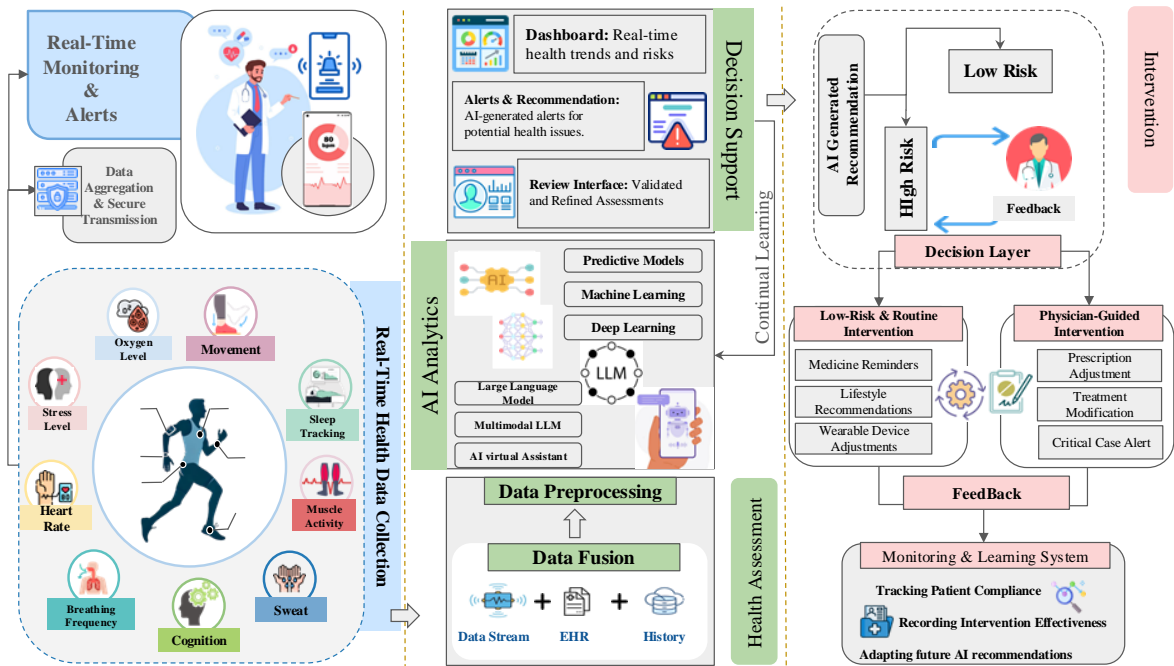 Real-Time
Monitoring
&
Alerts
80
bpm
Data
Aggregation
& Secure
Transmission
Oxygen
Level
Movement
Stress
Level
Sleep
Tracking
Heart
Rate
Muscle
Activity
Breathing
Frequency
Sweat
Cognition
Real-Time Health Data Collection
Dashboard: Real-time
health trends and risks
Alerts & Recommendation:
AI-generated alerts for
potential health issues.
Review Interface: Validated
and Refined Assessments
Decision Support
Continual Learning
AI Analytics
AI
Predictive Models
Machine Learning
Deep Learning
LLM
Large Language
Model
Multimodal LLM
AI virtual Assistant
Data Preprocessing
Data Fusion
Data Stream
EHR
History
Health Assessment
Intervention
AI Generated
Recommendation
Low Risk
HIgh Risk
Feedback
Decision Layer
Low-Risk & Routine
Intervention
Medicine Reminders
Lifestyle
Recommendations
Wearable Device
Adjustments
Physician-Guided
Intervention
Prescription
Adjustment
Treatment
Modification
Critical Case Alert
FeedBack
Monitoring & Learning System
Tracking Patient Compliance
Recording Intervention Effectiveness
Adapting future AI recommendations